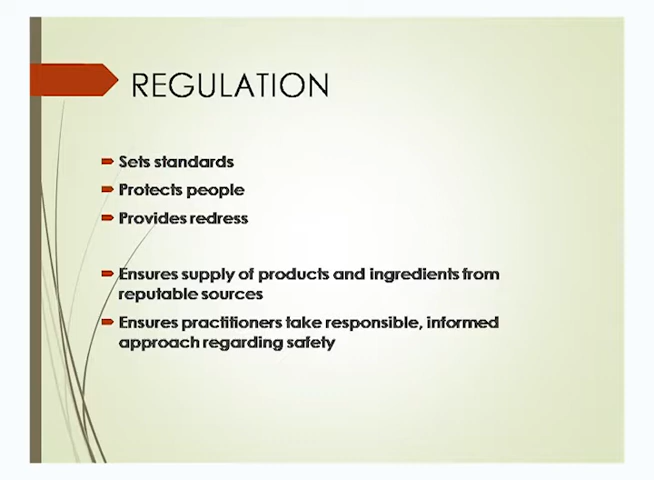 REGULATION
Sets standards
Protects people
Provides redress
Ensures supply of products and ingredients from
reputable sources
Ensures practitioners take responsible, informed
approach regarding safety